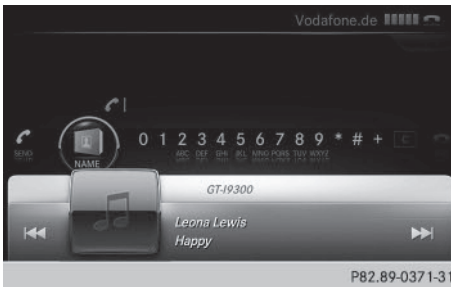 Vodafone.de
0 1 2 3 4 5 6 7 8 9 * # + C
ABC DEF GHI JKL MNO PQRS TUV WXYZ
SEND
NAME
GT-I9300
Leona Lewis
Happy
P82.89-0371-31